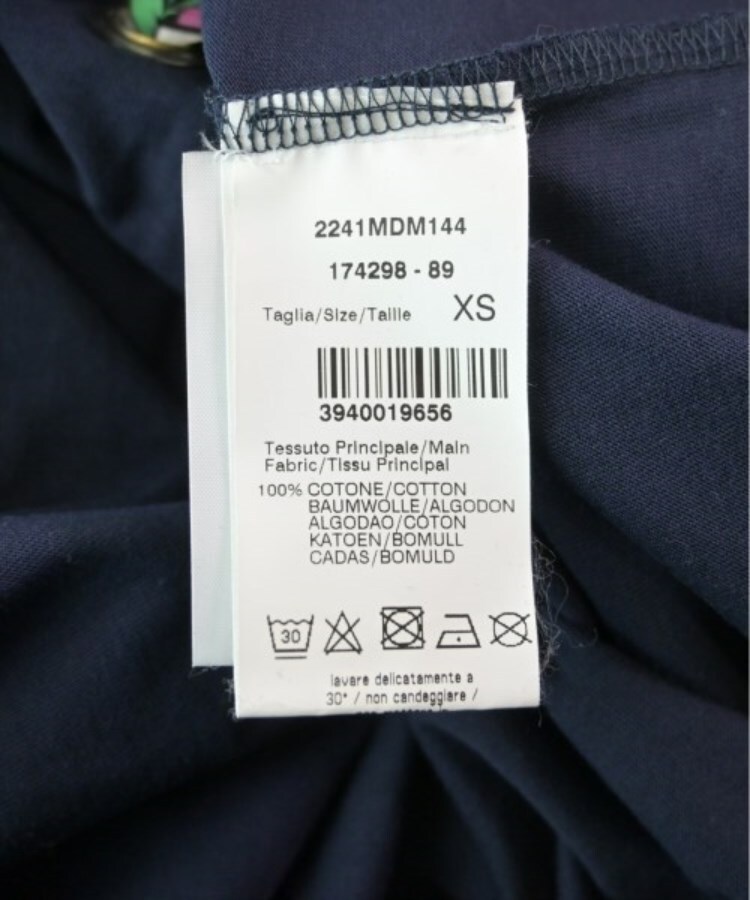 2241MDM144
174298 - 89
Taglia/Size/Taille XS
3940019656
Tessuto Principale/Main
Fabric/Tissu Principal
100% COTONE/COTTON
BAUMWOLLE/ALGODON
ALGODAO/COTON
KATOEN/BOMULL
CADAS/BOMULD
30
lavare delicatamente a
30° / non candeggiare /